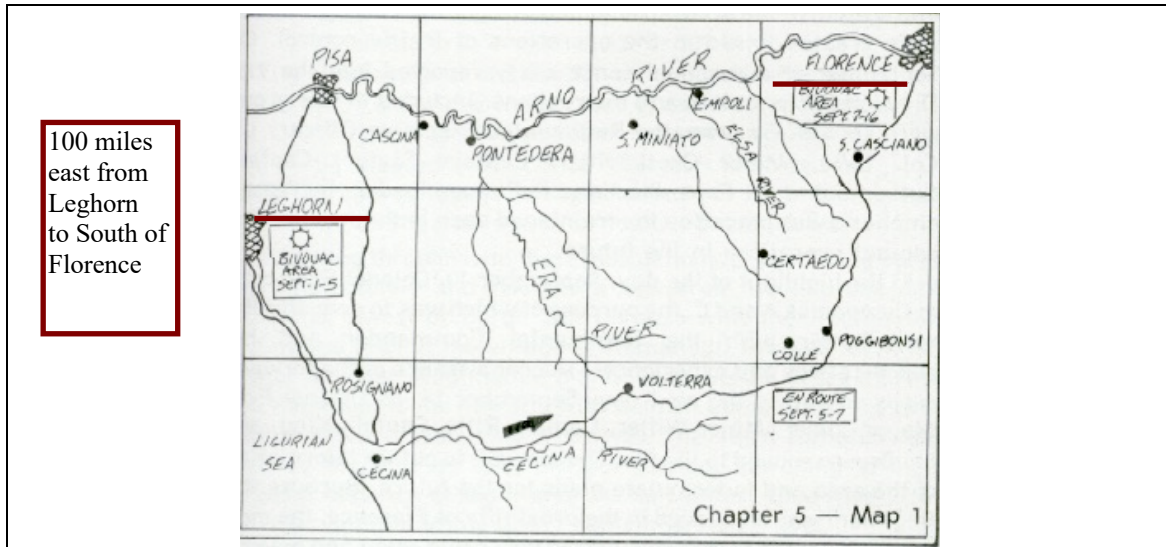 100 miles
east from
Leghorn
to South of
Florence
PISA
ARNO
RIVER
FLORENCE
BIVOUAC
AREA
SEPT. 7-16
CASCINA
PONTEDERA
S. MINIATO
EMPOLI
ELSA
RIVER
S. CASCIANO
LEGHORN
BIVOUAC
AREA
SEPT. 1-5
ERA
RIVER
CERTAEDO
COLLE
POGGIBONSI
ROSIGNANO
VOLTERRA
EN ROUTE
SEPT. 5-7
LIGURIAN
SEA
CECINA
CECINA
RIVER
Chapter 5 — Map 1